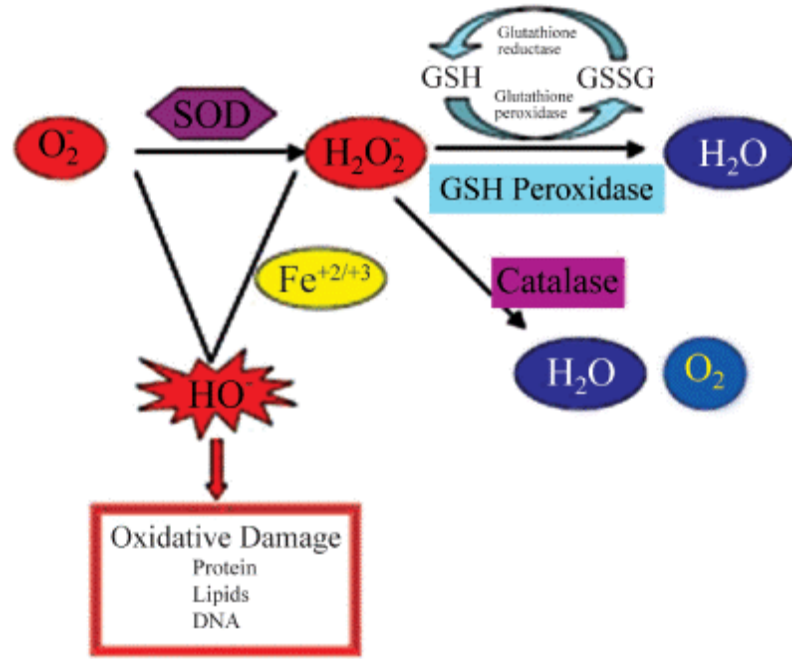 Glutathione
reductase
GSH
GSSG
Glutathione
peroxidase
SOD
O₂⁻
H₂O₂⁻
H₂O
GSH Peroxidase
Fe⁺²/⁺³
Catalase
H₂O
O₂
HO⁻
Oxidative Damage
Protein
Lipids
DNA